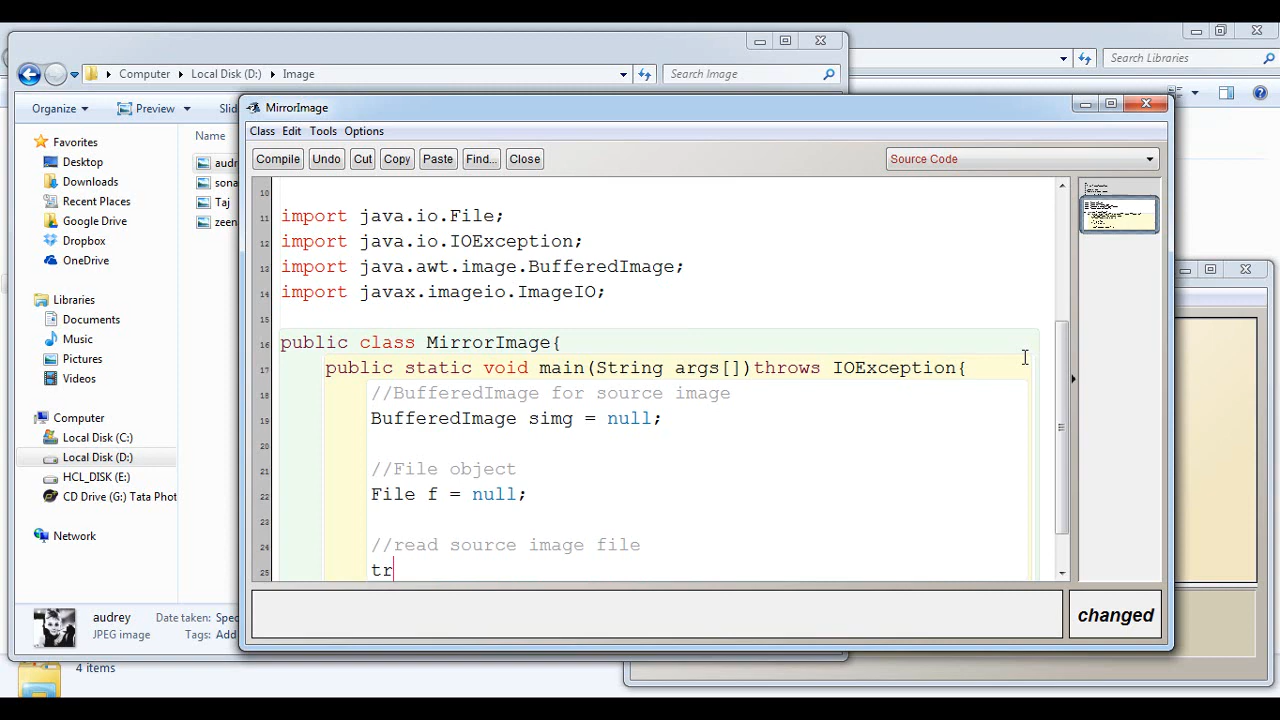 Search Libraries
Computer
Local Disk (D:)
Image
Search Image
Organize
Preview
MirrorImage
Class Edit Tools Options
Compile Undo Cut Copy Paste Find... Close Source Code
Favorites
Desktop
Downloads
Recent Places
Google Drive
Dropbox
OneDrive
Libraries
Documents
Music
Pictures
Videos
Computer
Local Disk (C:)
Local Disk (D:)
HCL_DISK (E:)
CD Drive (G:) Tata Phot
Network
Name
Taj
10
11 import java.io.File;
12 import java.io.IOException;
13 import java.awt.image.BufferedImage;
14 import javax.imageio.ImageIO;
15
16 public class MirrorImage{
17 public static void main(String args[])throws IOException{
18 //BufferedImage for source image
19 BufferedImage simg = null;
20
21 //File object
22 File f = null;
23
24 //read source image file
25 tr
changed
audrey Date taken: Spec
JPEG image Tags: Add
4 items